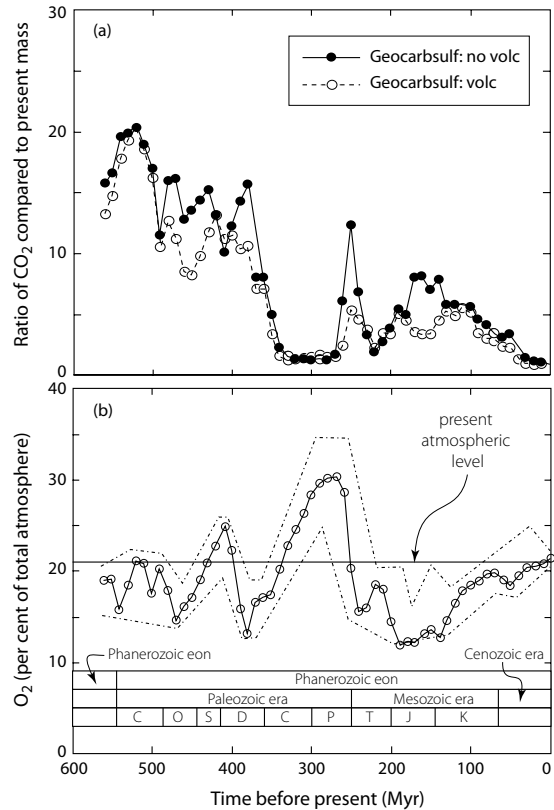 (a)
Geocarbsulf: no volc
Geocarbsulf: volc
Ratio of CO₂ compared to present mass
30
20
10
0
(b)
present
atmospheric
level
O₂ (per cent of total atmosphere)
40
30
20
10
0
Phanerozoic eon
Cenozoic era
Phanerozoic eon
Paleozoic era
Mesozoic era
C O S D C P T J K
600 500 400 300 200 100 0
Time before present (Myr)